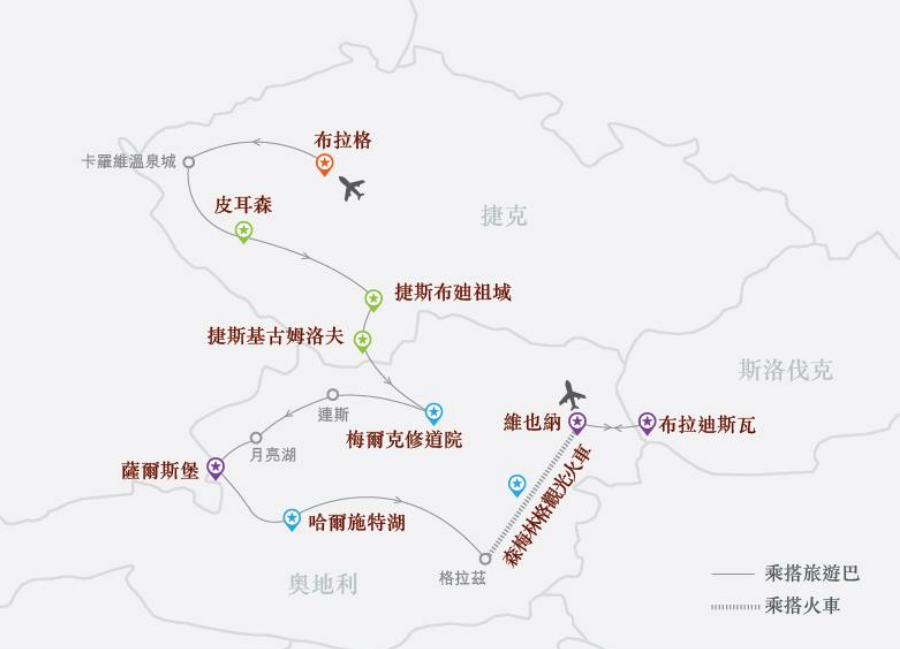 布拉格
卡羅維溫泉城
皮耳森
捷克
捷斯布迪祖域
捷斯基古姆洛夫
斯洛伐克
連斯
維也納
布拉迪斯瓦
梅爾克修道院
月亮湖
薩爾斯堡
森梅林格觀光火車
哈爾施特湖
格拉茲
奧地利
乘搭旅遊巴
乘搭火車